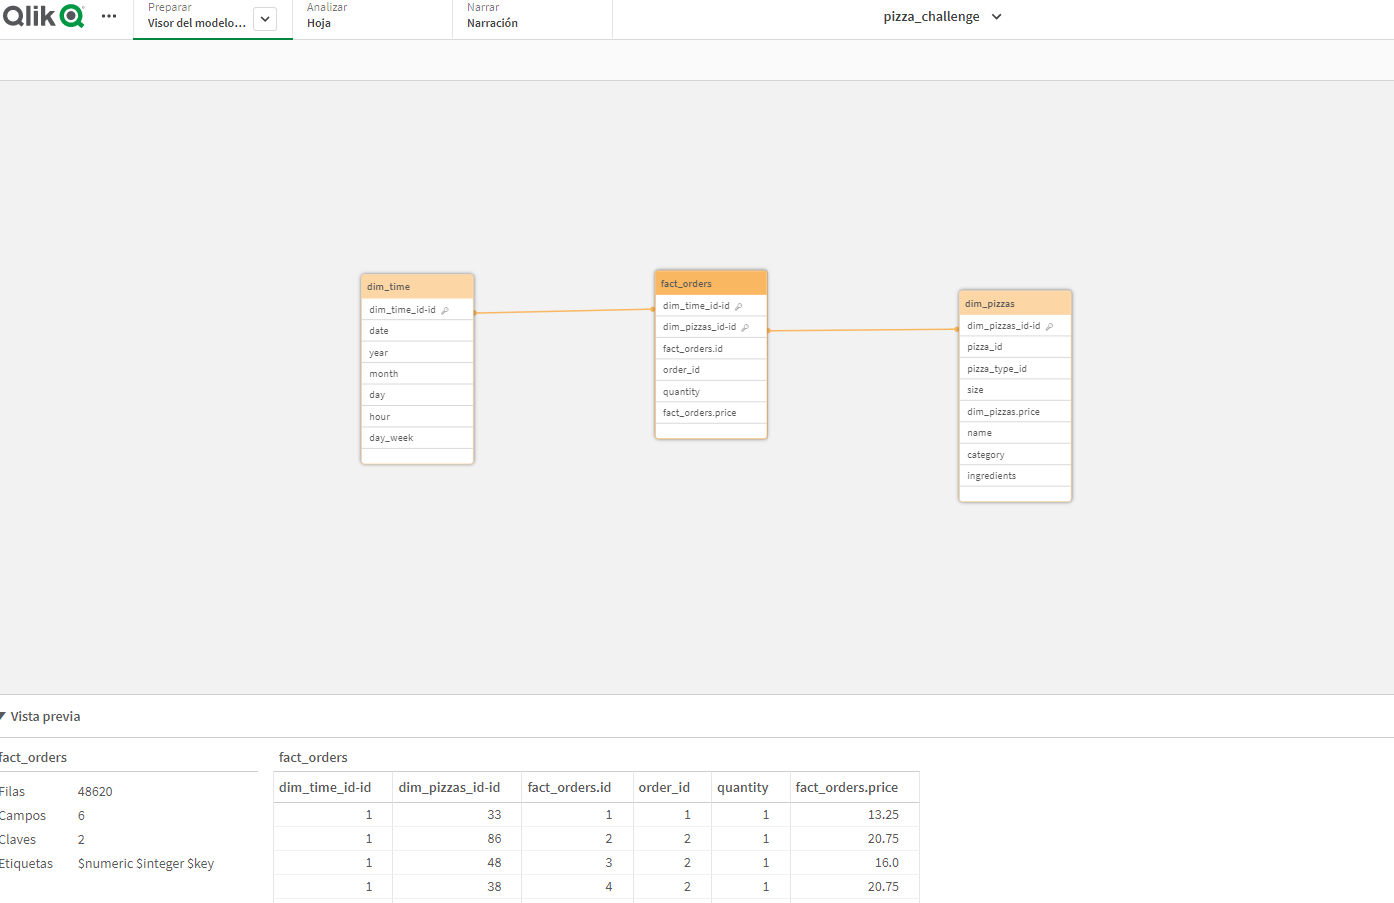 Qlik
Preparar
Visor del modelo...
Analizar
Hoja
Narrar
Narración
pizza_challenge
dim_time
dim_time_id-id
date
year
month
day
hour
day_week
fact_orders
dim_time_id-id
dim_pizzas_id-id
fact_orders.id
order_id
quantity
fact_orders.price
dim_pizzas
dim_pizzas_id-id
pizza_id
pizza_type_id
size
dim_pizzas.price
name
category
ingredients
Vista previa
fact_orders
Filas 48620
Campos 6
Claves 2
Etiquetas $numeric $integer $key
fact_orders
dim_time_id-id dim_pizzas_id-id fact_orders.id order_id quantity fact_orders.price
1 33 1 1 1 13.25
1 86 2 2 1 20.75
1 48 3 2 1 16.0
1 38 4 2 1 20.75